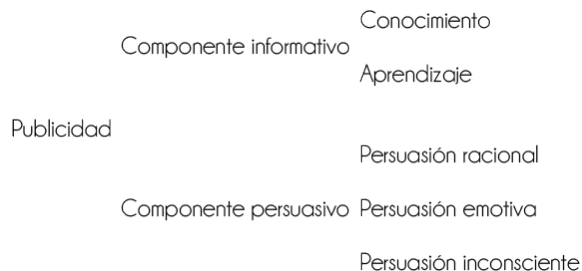 Publicidad
Componente informativo
Conocimiento
Aprendizaje
Componente persuasivo
Persuasión racional
Persuasión emotiva
Persuasión inconsciente